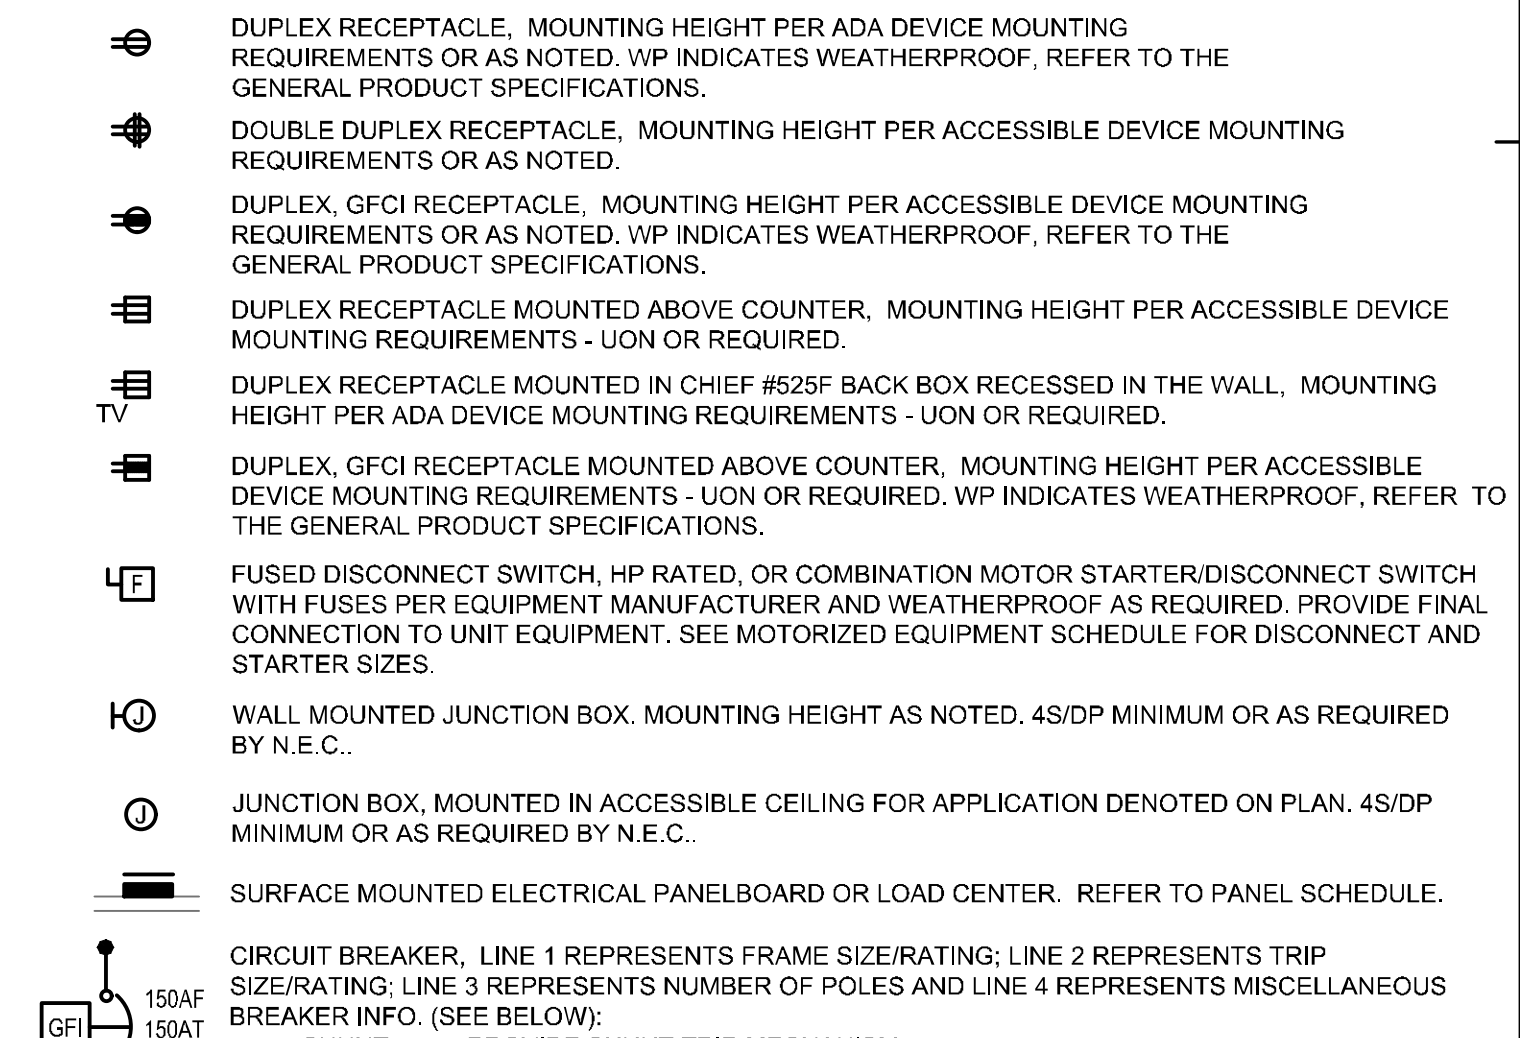 DUPLEX RECEPTACLE, MOUNTING HEIGHT PER ADA DEVICE MOUNTING
REQUIREMENTS OR AS NOTED. WP INDICATES WEATHERPROOF, REFER TO THE
GENERAL PRODUCT SPECIFICATIONS.
DOUBLE DUPLEX RECEPTACLE, MOUNTING HEIGHT PER ACCESSIBLE DEVICE MOUNTING
REQUIREMENTS OR AS NOTED.
DUPLEX, GFCI RECEPTACLE, MOUNTING HEIGHT PER ACCESSIBLE DEVICE MOUNTING
REQUIREMENTS OR AS NOTED. WP INDICATES WEATHERPROOF, REFER TO THE
GENERAL PRODUCT SPECIFICATIONS.
DUPLEX RECEPTACLE MOUNTED ABOVE COUNTER, MOUNTING HEIGHT PER ACCESSIBLE DEVICE
MOUNTING REQUIREMENTS - UON OR REQUIRED.
TV
DUPLEX RECEPTACLE MOUNTED IN CHIEF #525F BACK BOX RECESSED IN THE WALL, MOUNTING
HEIGHT PER ADA DEVICE MOUNTING REQUIREMENTS - UON OR REQUIRED.
DUPLEX, GFCI RECEPTACLE MOUNTED ABOVE COUNTER, MOUNTING HEIGHT PER ACCESSIBLE
DEVICE MOUNTING REQUIREMENTS - UON OR REQUIRED. WP INDICATES WEATHERPROOF, REFER TO
THE GENERAL PRODUCT SPECIFICATIONS.
F
FUSED DISCONNECT SWITCH, HP RATED, OR COMBINATION MOTOR STARTER/DISCONNECT SWITCH
WITH FUSES PER EQUIPMENT MANUFACTURER AND WEATHERPROOF AS REQUIRED. PROVIDE FINAL
CONNECTION TO UNIT EQUIPMENT. SEE MOTORIZED EQUIPMENT SCHEDULE FOR DISCONNECT AND
STARTER SIZES.
J
WALL MOUNTED JUNCTION BOX. MOUNTING HEIGHT AS NOTED. 4S/DP MINIMUM OR AS REQUIRED
BY N.E.C..
J
JUNCTION BOX, MOUNTED IN ACCESSIBLE CEILING FOR APPLICATION DENOTED ON PLAN. 4S/DP
MINIMUM OR AS REQUIRED BY N.E.C..
SURFACE MOUNTED ELECTRICAL PANELBOARD OR LOAD CENTER. REFER TO PANEL SCHEDULE.
GFI
150AF
150AT
CIRCUIT BREAKER, LINE 1 REPRESENTS FRAME SIZE/RATING; LINE 2 REPRESENTS TRIP
SIZE/RATING; LINE 3 REPRESENTS NUMBER OF POLES AND LINE 4 REPRESENTS MISCELLANEOUS
BREAKER INFO. (SEE BELOW):